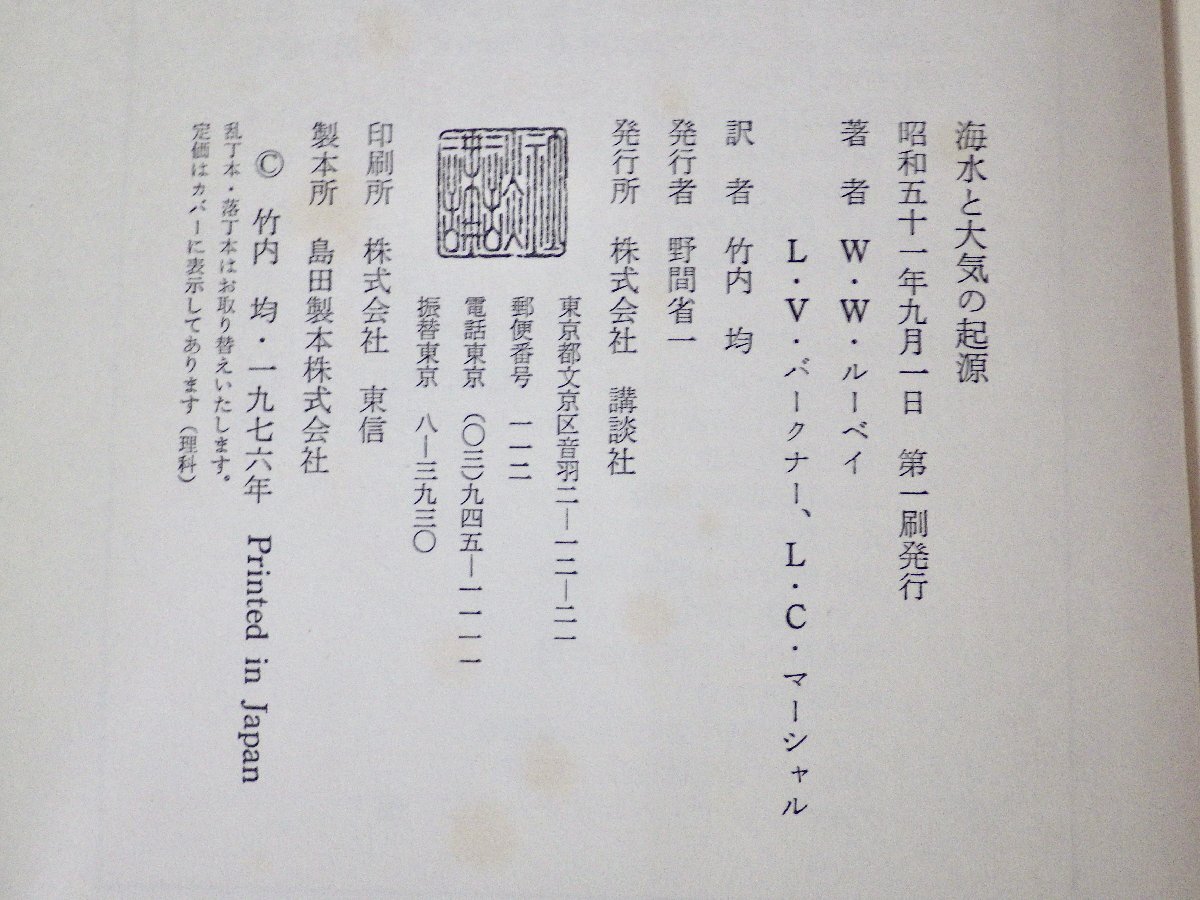 海水と大気の起源
昭和五十一年九月一日 第一刷発行
著者 W・W・ルーベイ
L・V・バークナー、L・C・マーシャル
訳者 竹内 均
発行者 野間省一
発行所 株式会社 講談社
東京都文京区音羽二―一二―二一
郵便番号 一一二
電話東京 (〇三)九四五―一一一一
振替東京 八―三九三〇
印刷所 株式会社 東信
製本所 島田製本株式会社
© 竹内 均・一九七六年 Printed in Japan
乱丁本・落丁本はお取り替えいたします。
定価はカバーに表示してあります(理科)